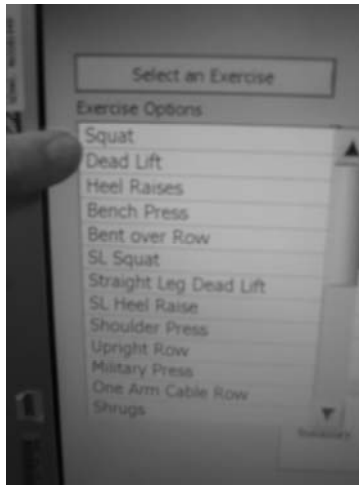 Select an Exercise
Exercise Options
Squat
Dead Lift
Heel Raises
Bench Press
Bent over Row
SL Squat
Straight Leg Dead Lift
SL Heel Raise
Shoulder Press
Upright Row
Military Press
One Arm Cable Row
Shrugs